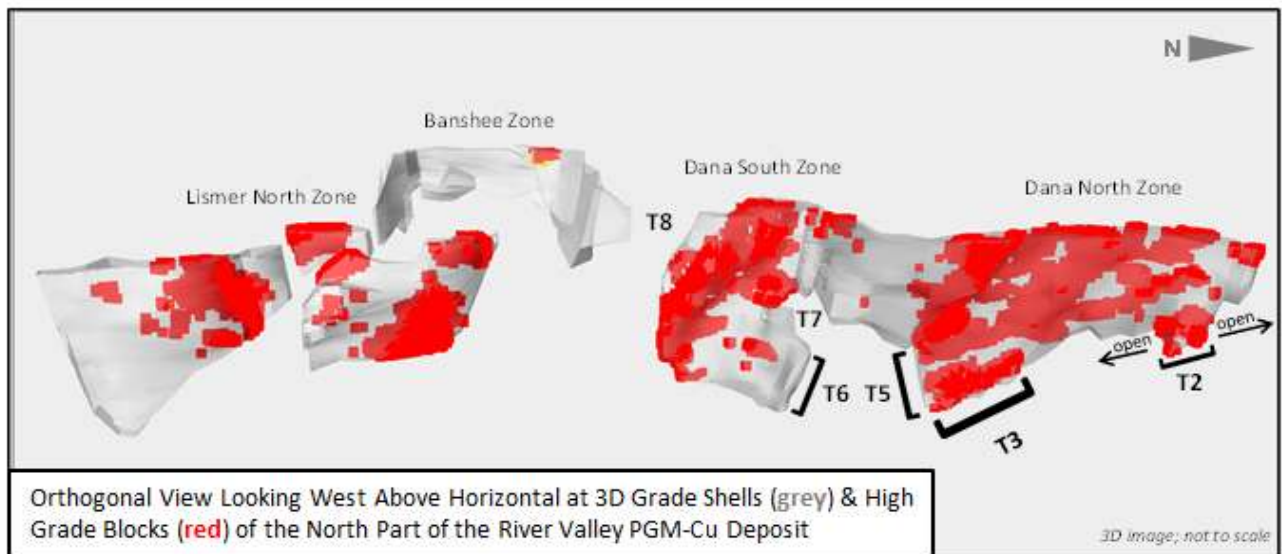 N
Banshee Zone
Dana South Zone
Dana North Zone
Lismer North Zone
T8
T7
open
open
T6
T5
T2
T3
Orthogonal View Looking West Above Horizontal at 3D Grade Shells (grey) & High
Grade Blocks (red) of the North Part of the River Valley PGM-Cu Deposit
3D image; not to scale